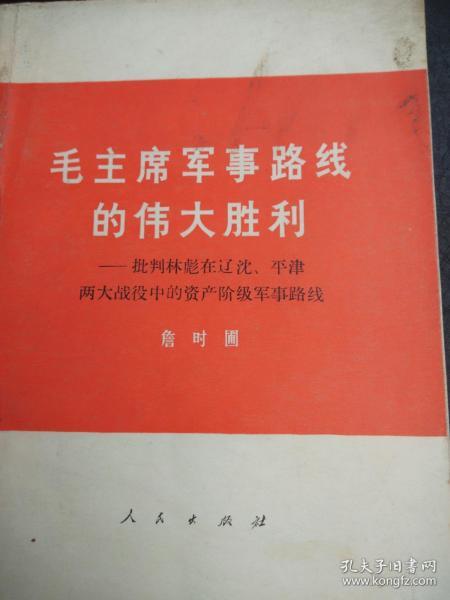 毛主席军事路线
的伟大胜利
——批判林彪在辽沈、平津
两大战役中的资产阶级军事路线
詹时圃
人民出版社
孔夫子旧书网
www.kongfz.com